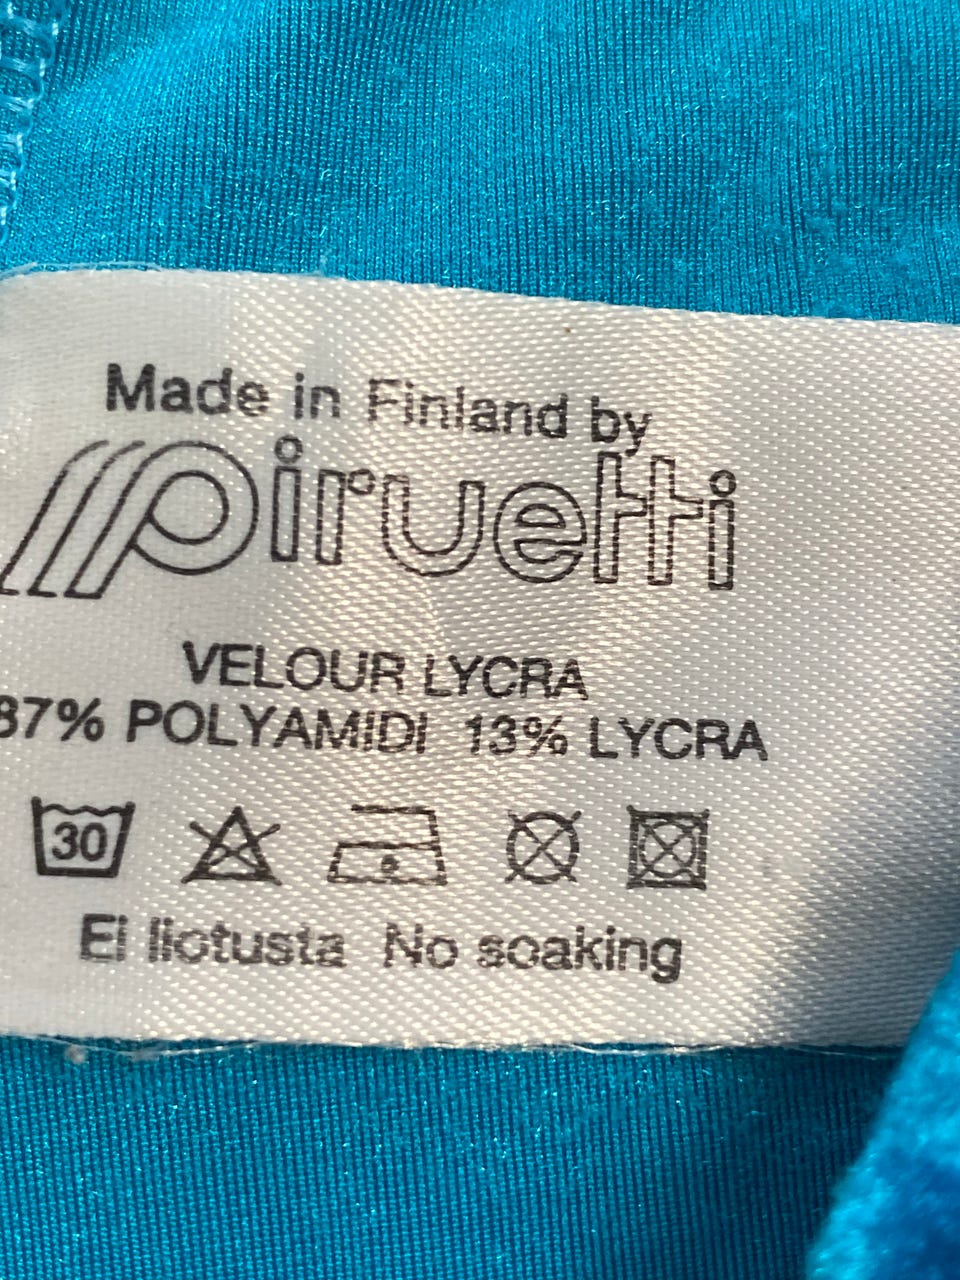 Made in Finland by
piruetti
VELOUR LYCRA
87% POLYAMIDI 13% LYCRA
30
Ei liotusta No soaking